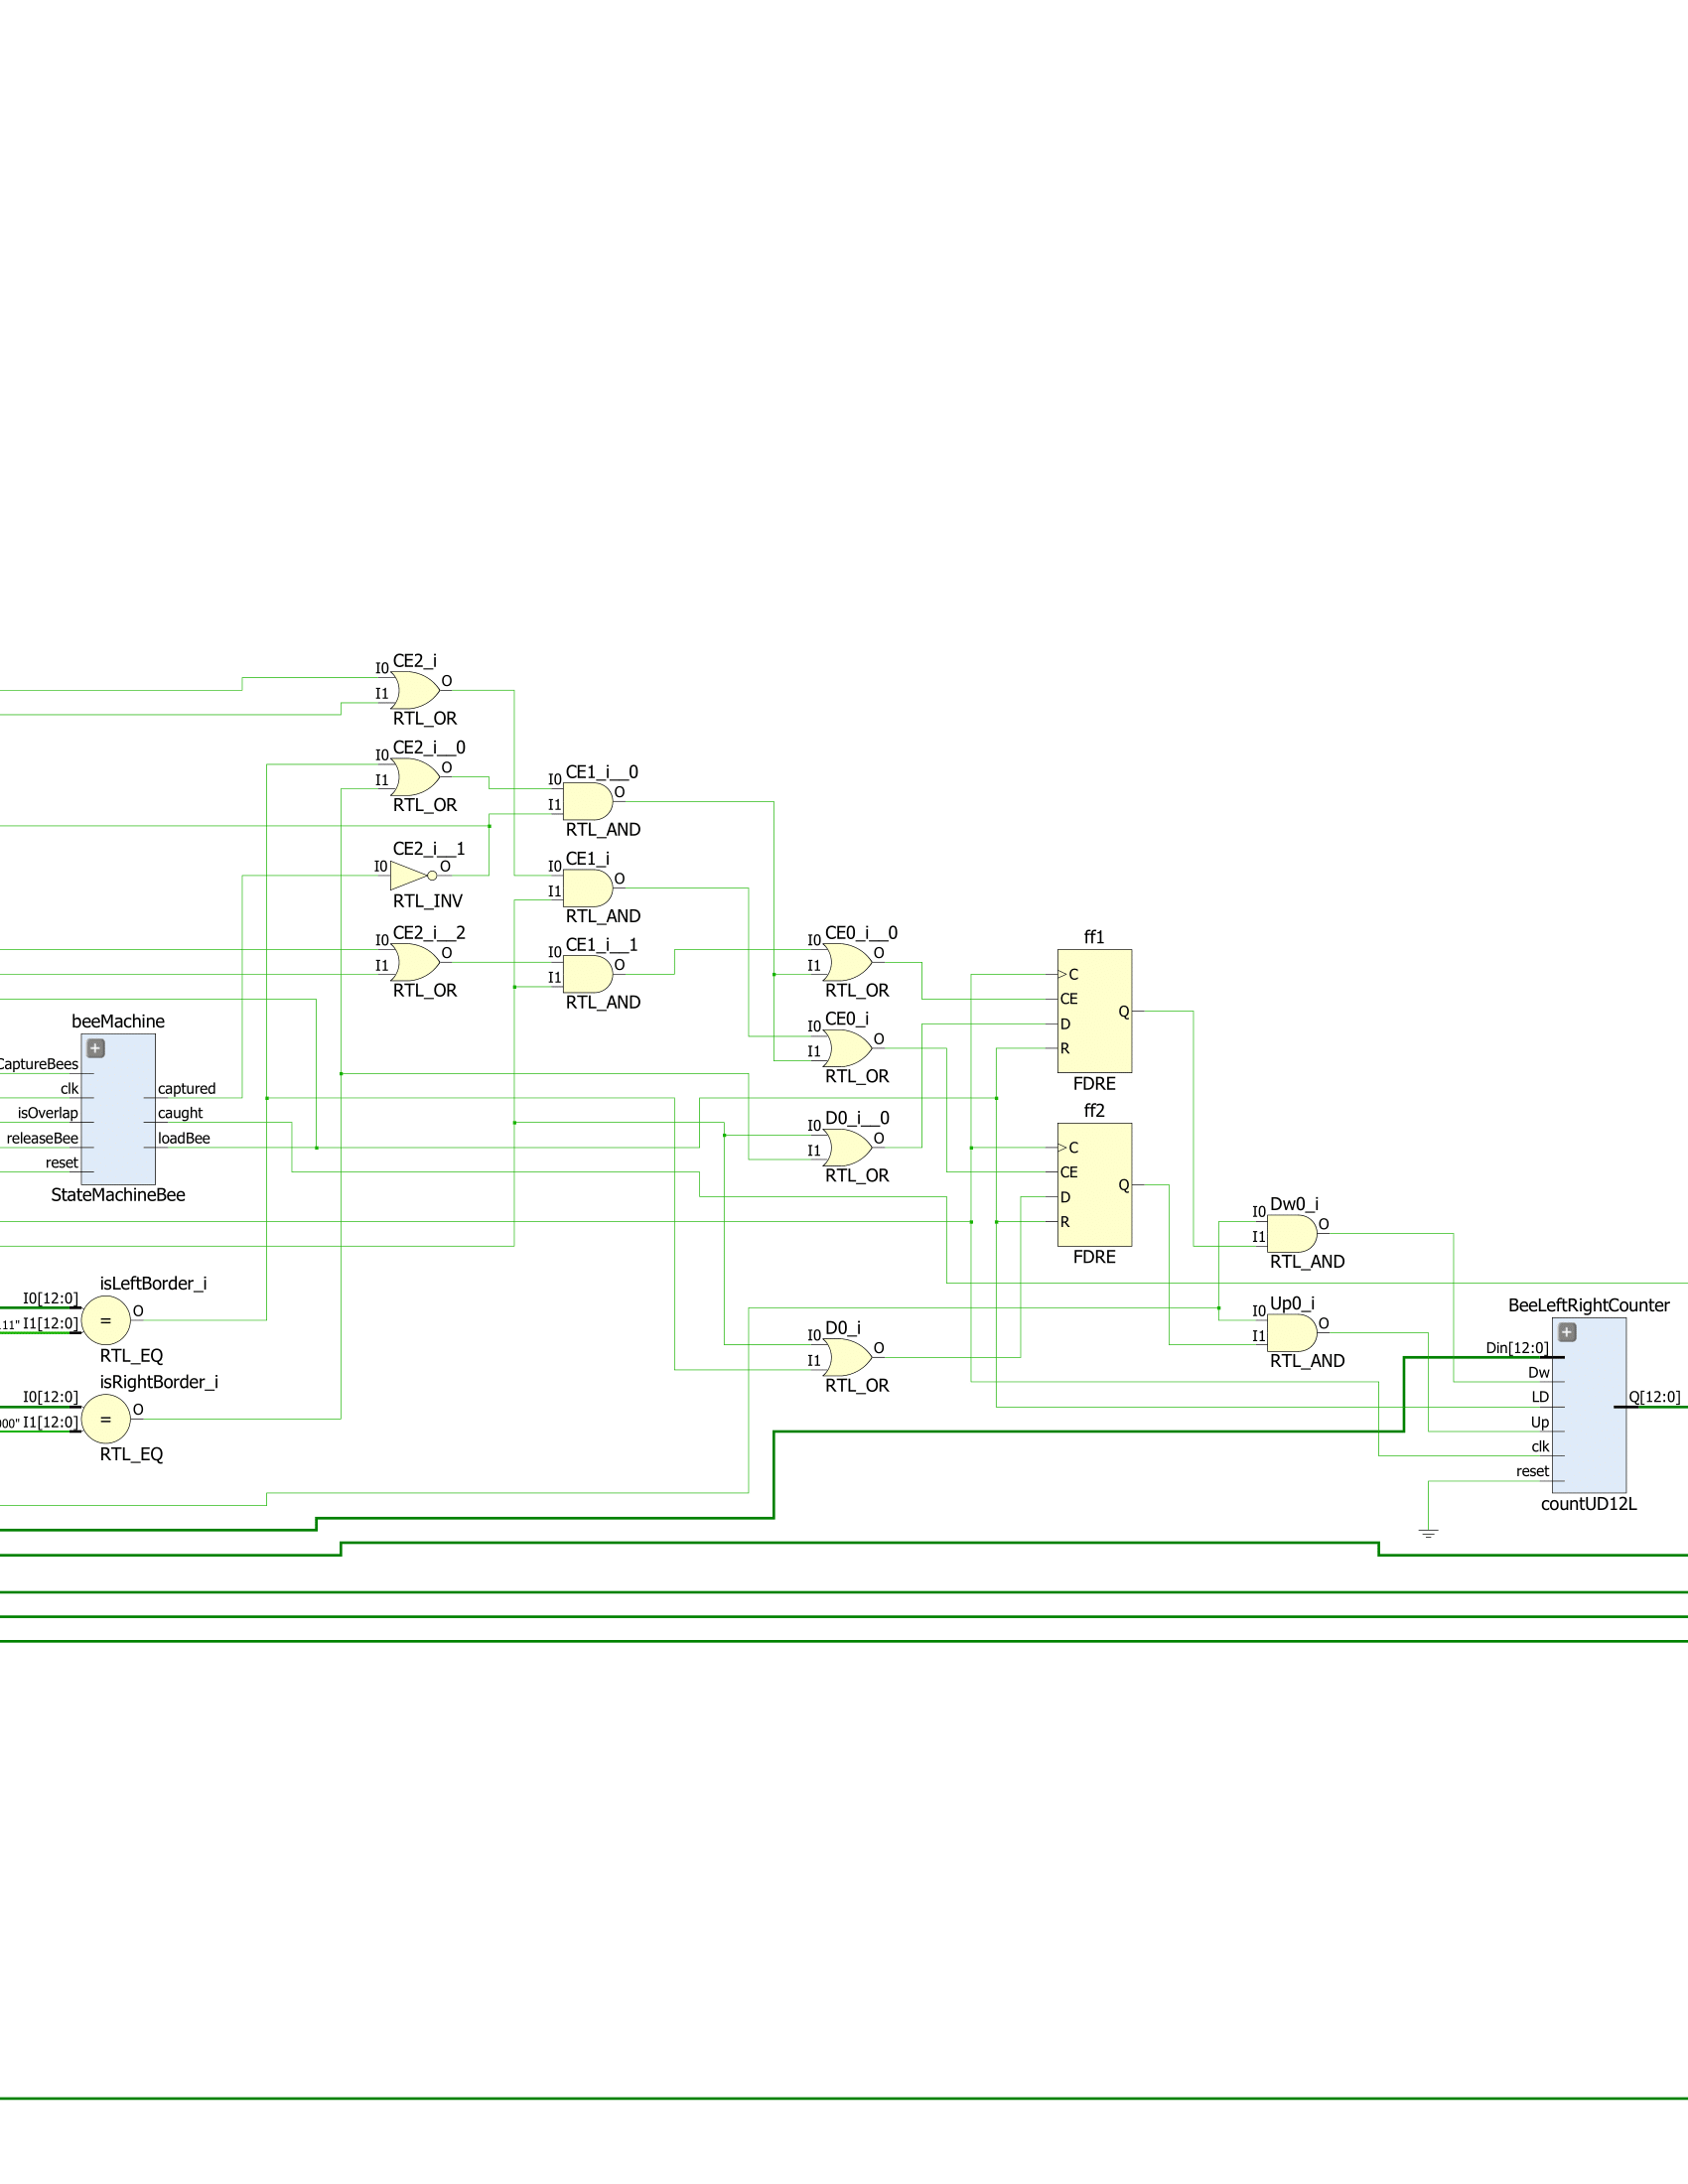 CE2_i
I0
O
I1
RTL_OR
CE2_i__0
I0
O
I1
RTL_OR
CE1_i__0
I0
O
I1
RTL_AND
CE2_i__1
I0
O
RTL_INV
CE1_i
I0
O
I1
RTL_AND
CE2_i__2
I0
O
I1
RTL_OR
CE1_i__1
I0
O
I1
RTL_AND
CE0_i__0
I0
O
I1
RTL_OR
ff1
C
CE
D
R
Q
FDRE
CE0_i
I0
O
I1
RTL_OR
beeMachine
CaptureBees
clk
isOverlap
releaseBee
reset
captured
caught
loadBee
StateMachineBee
D0_i__0
I0
O
I1
RTL_OR
ff2
C
CE
D
R
Q
FDRE
Dw0_i
I0
O
I1
RTL_AND
isLeftBorder_i
I0[12:0]
11" I1[12:0]
=
O
RTL_EQ
Up0_i
I0
O
I1
RTL_AND
D0_i
I0
O
I1
RTL_OR
isRightBorder_i
I0[12:0]
00" I1[12:0]
=
O
RTL_EQ
BeeLeftRightCounter
Din[12:0]
Dw
LD
Up
clk
reset
Q[12:0]
countUD12L